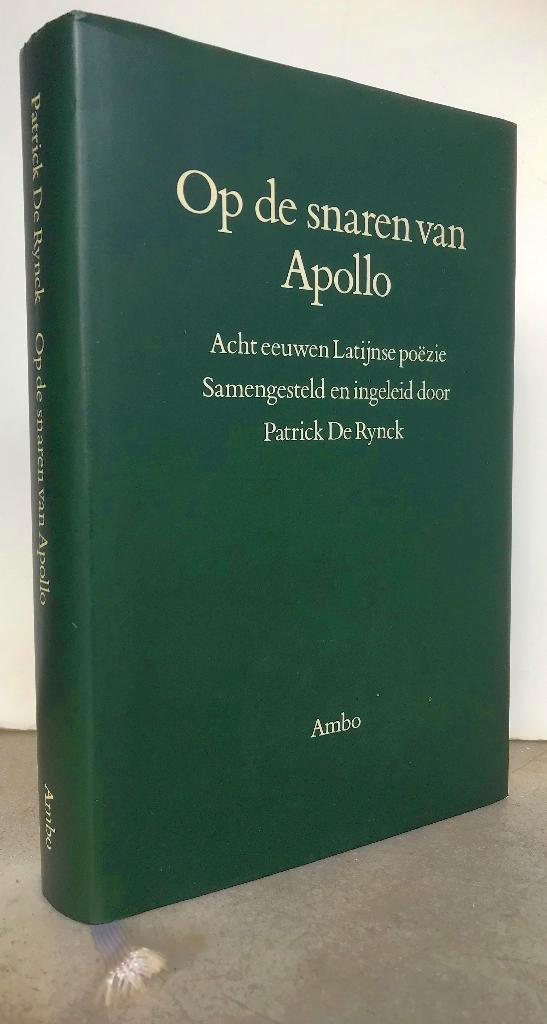 Patrick De Rynck Op de snaren van Apollo Ambo
Op de snaren van
Apollo
Acht eeuwen Latijnse poëzie
Samengesteld en ingeleid door
Patrick De Rynck
Ambo